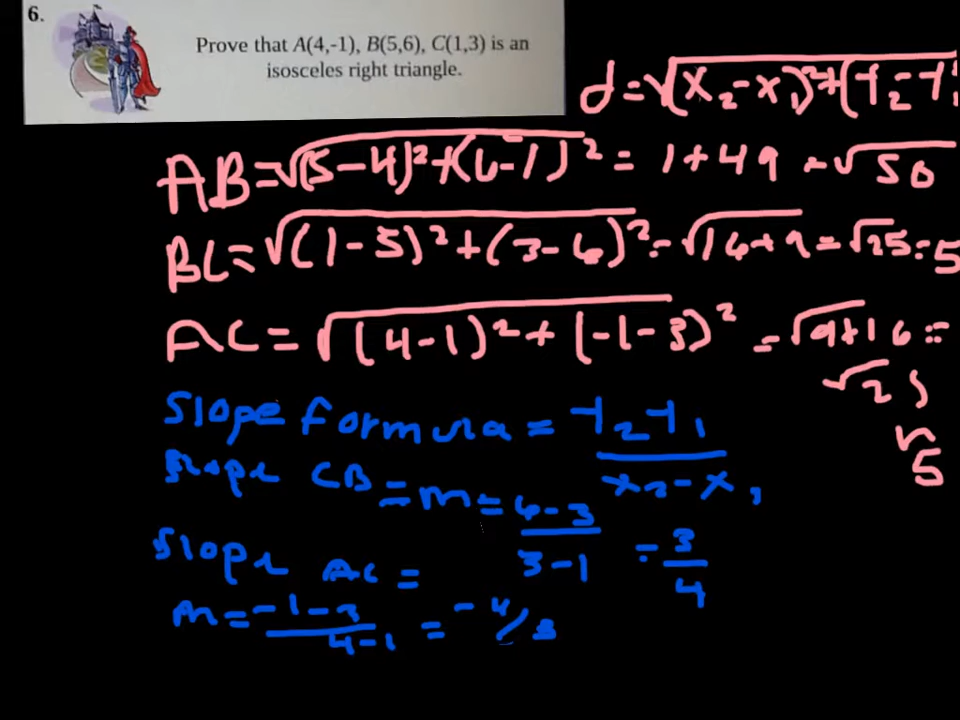 6.
Prove that A(4,-1), B(5,6), C(1,3) is an
isosceles right triangle.
d=√(x₂-x₁)²+(Y₂-Y₁
AB=√(5-4)²+(6--1)² = 1+49 = √50
BC=√(1-5)²+(3-6)² = √16+9 = √25=5
AC=√(4-1)²+(-1-3)² = √9+16 =
√25
5
Slope formula = Y₂-Y₁
x₂-x₁
Slope CB = m = 6-3
5-1
= 3
4
Slope AC =
m = -1-3
4-1
= -4/3